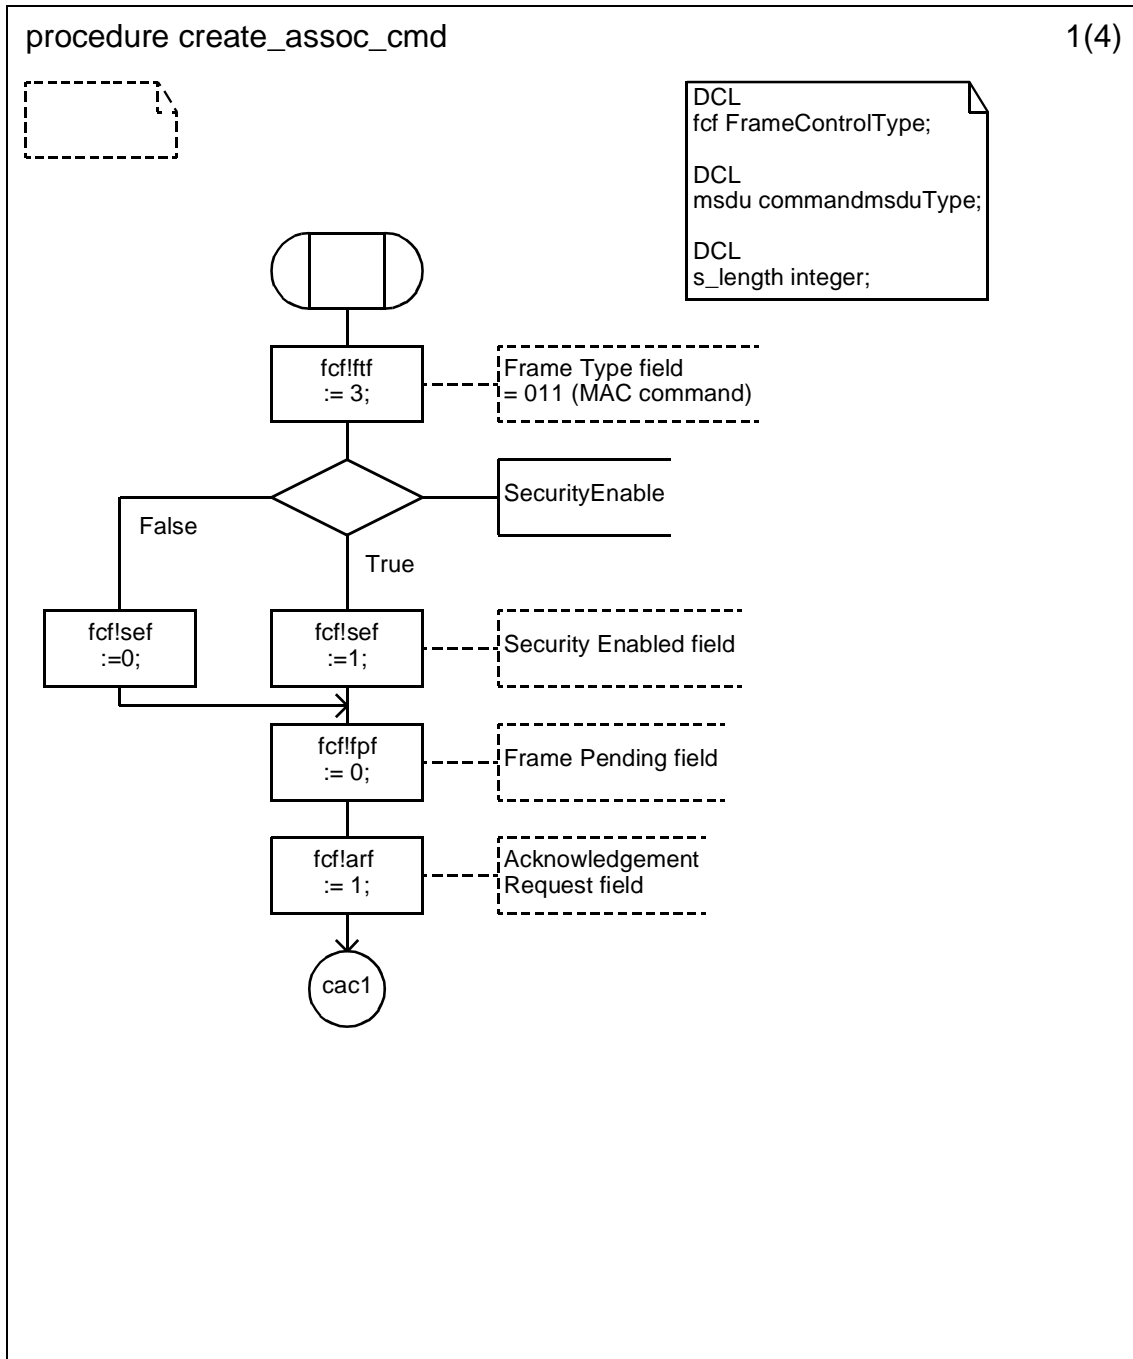 procedure create_assoc_cmd
1(4)
DCL
fcf FrameControlType;
DCL
msdu commandmsduType;
DCL
s_length integer;
fcf!ftf
:= 3;
Frame Type field
= 011 (MAC command)
SecurityEnable
False
True
fcf!sef
:=0;
fcf!sef
:=1;
Security Enabled field
fcf!fpf
:= 0;
Frame Pending field
fcf!arf
:= 1;
Acknowledgement
Request field
cac1